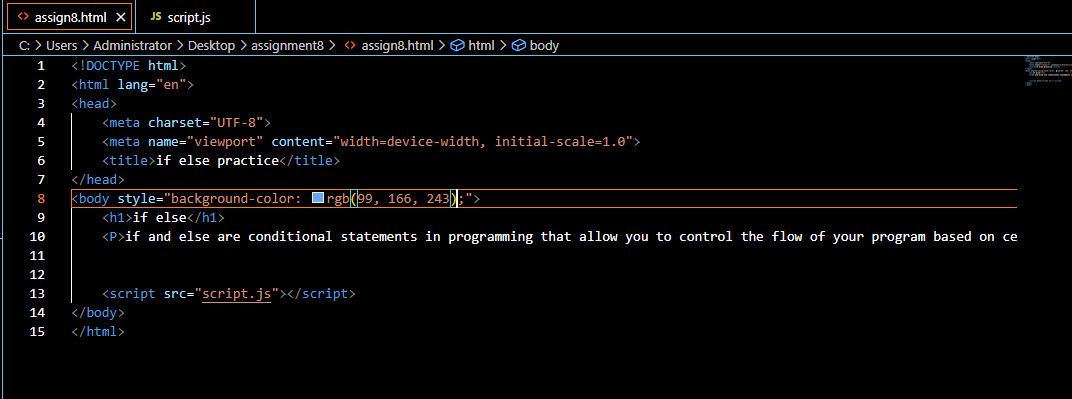 <> assign8.html ×
JS script.js
C: > Users > Administrator > Desktop > assignment8 > <> assign8.html > html > body
1 <!DOCTYPE html>
2 <html lang="en">
3 <head>
4 <meta charset="UTF-8">
5 <meta name="viewport" content="width=device-width, initial-scale=1.0">
6 <title>if else practice</title>
7 </head>
8 <body style="background-color: rgb(99, 166, 243);">
9 <h1>if else</h1>
10 <P>if and else are conditional statements in programming that allow you to control the flow of your program based on ce
11
12
13 <script src="script.js"></script>
14 </body>
15 </html>